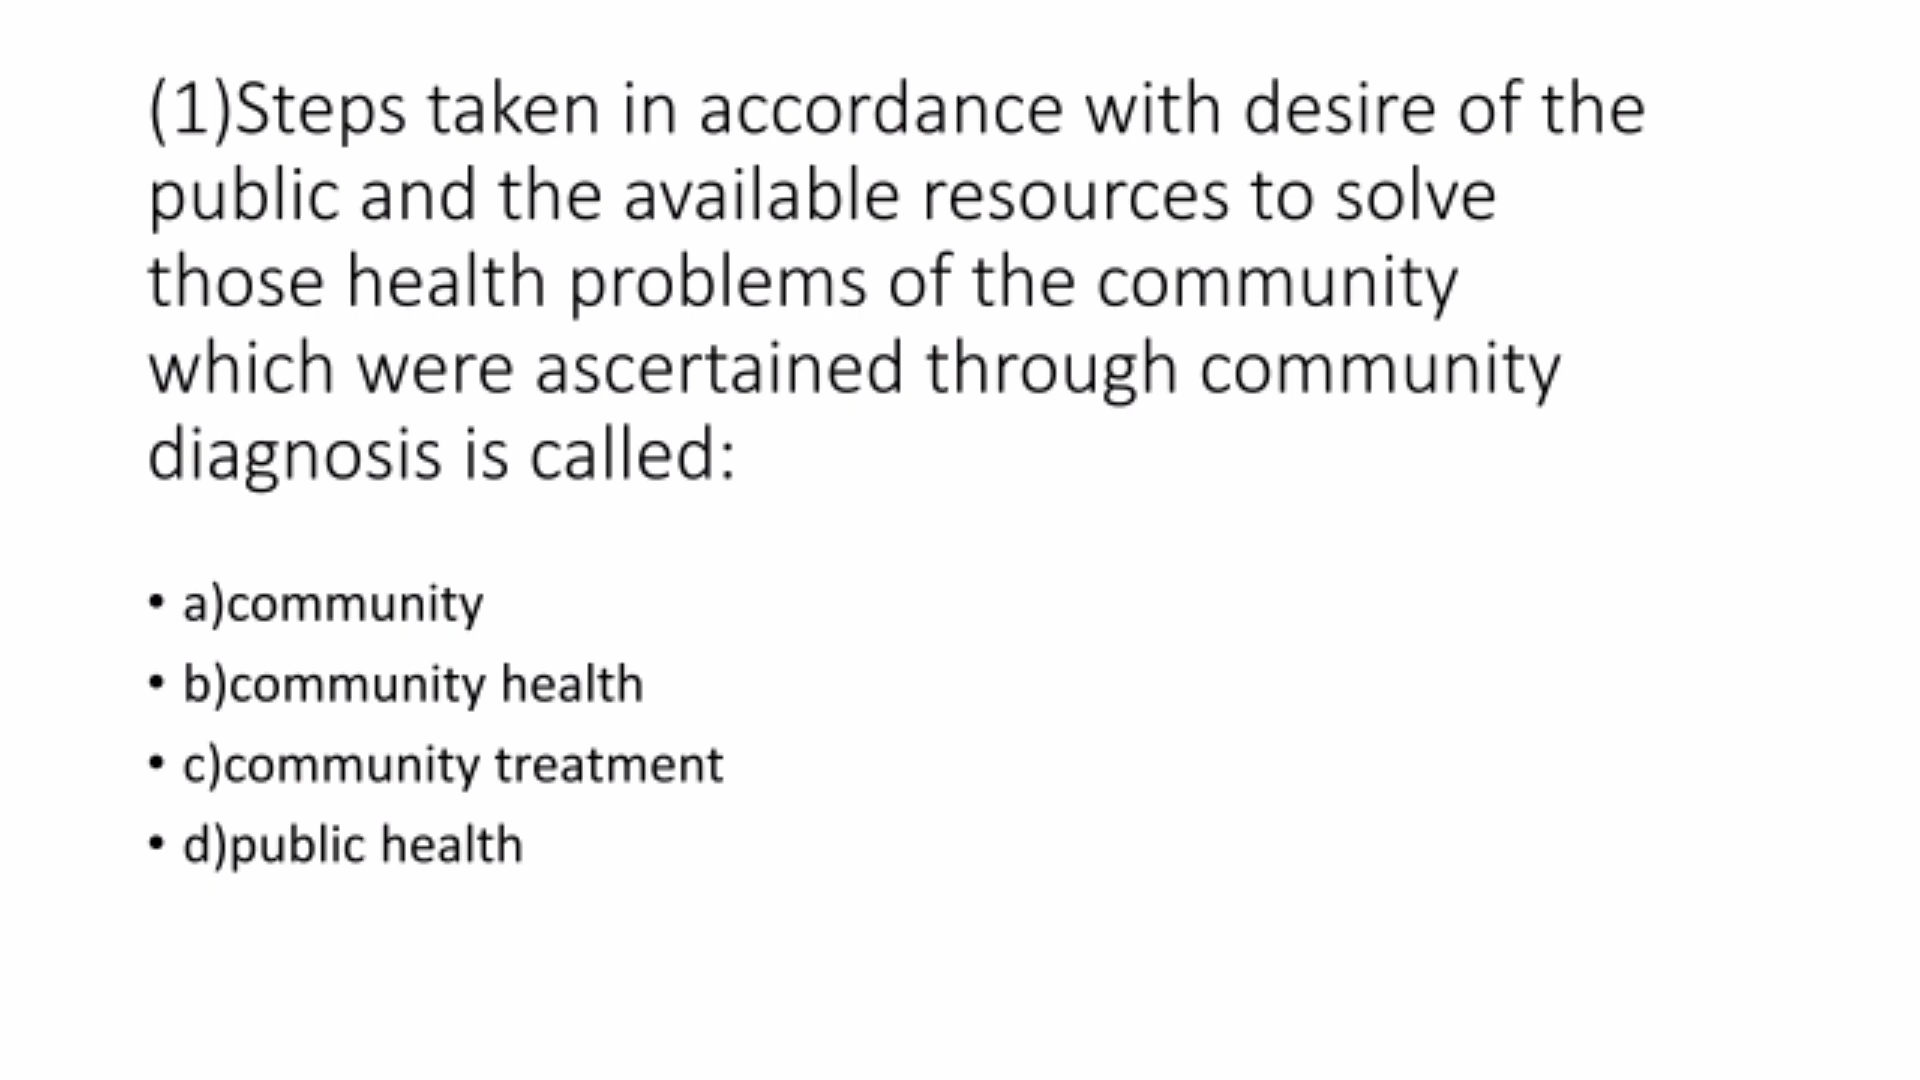 (1)Steps taken in accordance with desire of the
public and the available resources to solve
those health problems of the community
which were ascertained through community
diagnosis is called:
• a)community
• b)community health
• c)community treatment
• d)public health